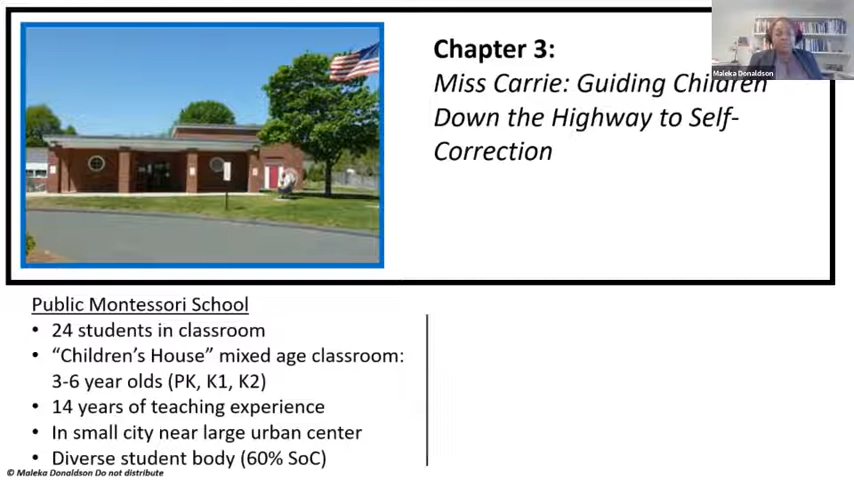 Chapter 3:
Maleka Donaldson
Miss Carrie: Guiding Children
Down the Highway to Self-
Correction
Public Montessori School
• 24 students in classroom
• “Children’s House” mixed age classroom:
3-6 year olds (PK, K1, K2)
• 14 years of teaching experience
• In small city near large urban center
• Diverse student body (60% SoC)
© Maleka Donaldson Do not distribute